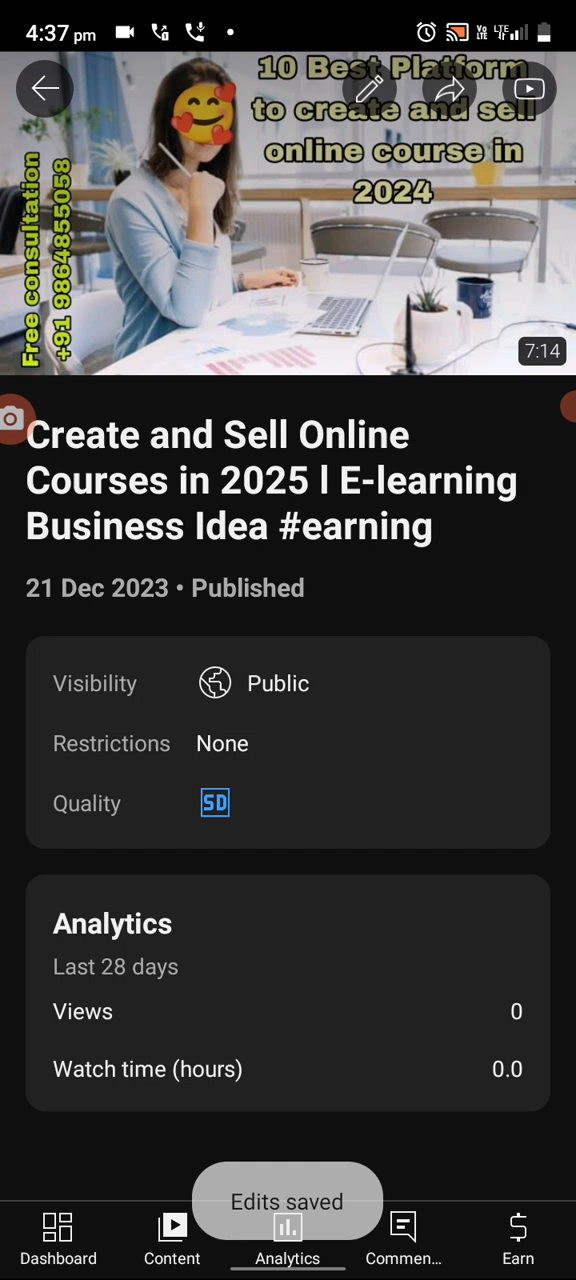 4:37 pm
Vo LTE LTE
10 Best Platform
to create and sell
online course in
2024
Free consultation
+91 9864855058
7:14
Create and Sell Online
Courses in 2025 l E-learning
Business Idea #earning
21 Dec 2023 • Published
Visibility Public
Restrictions None
Quality SD
Analytics
Last 28 days
Views 0
Watch time (hours) 0.0
Edits saved
Dashboard Content Analytics Commen... Earn